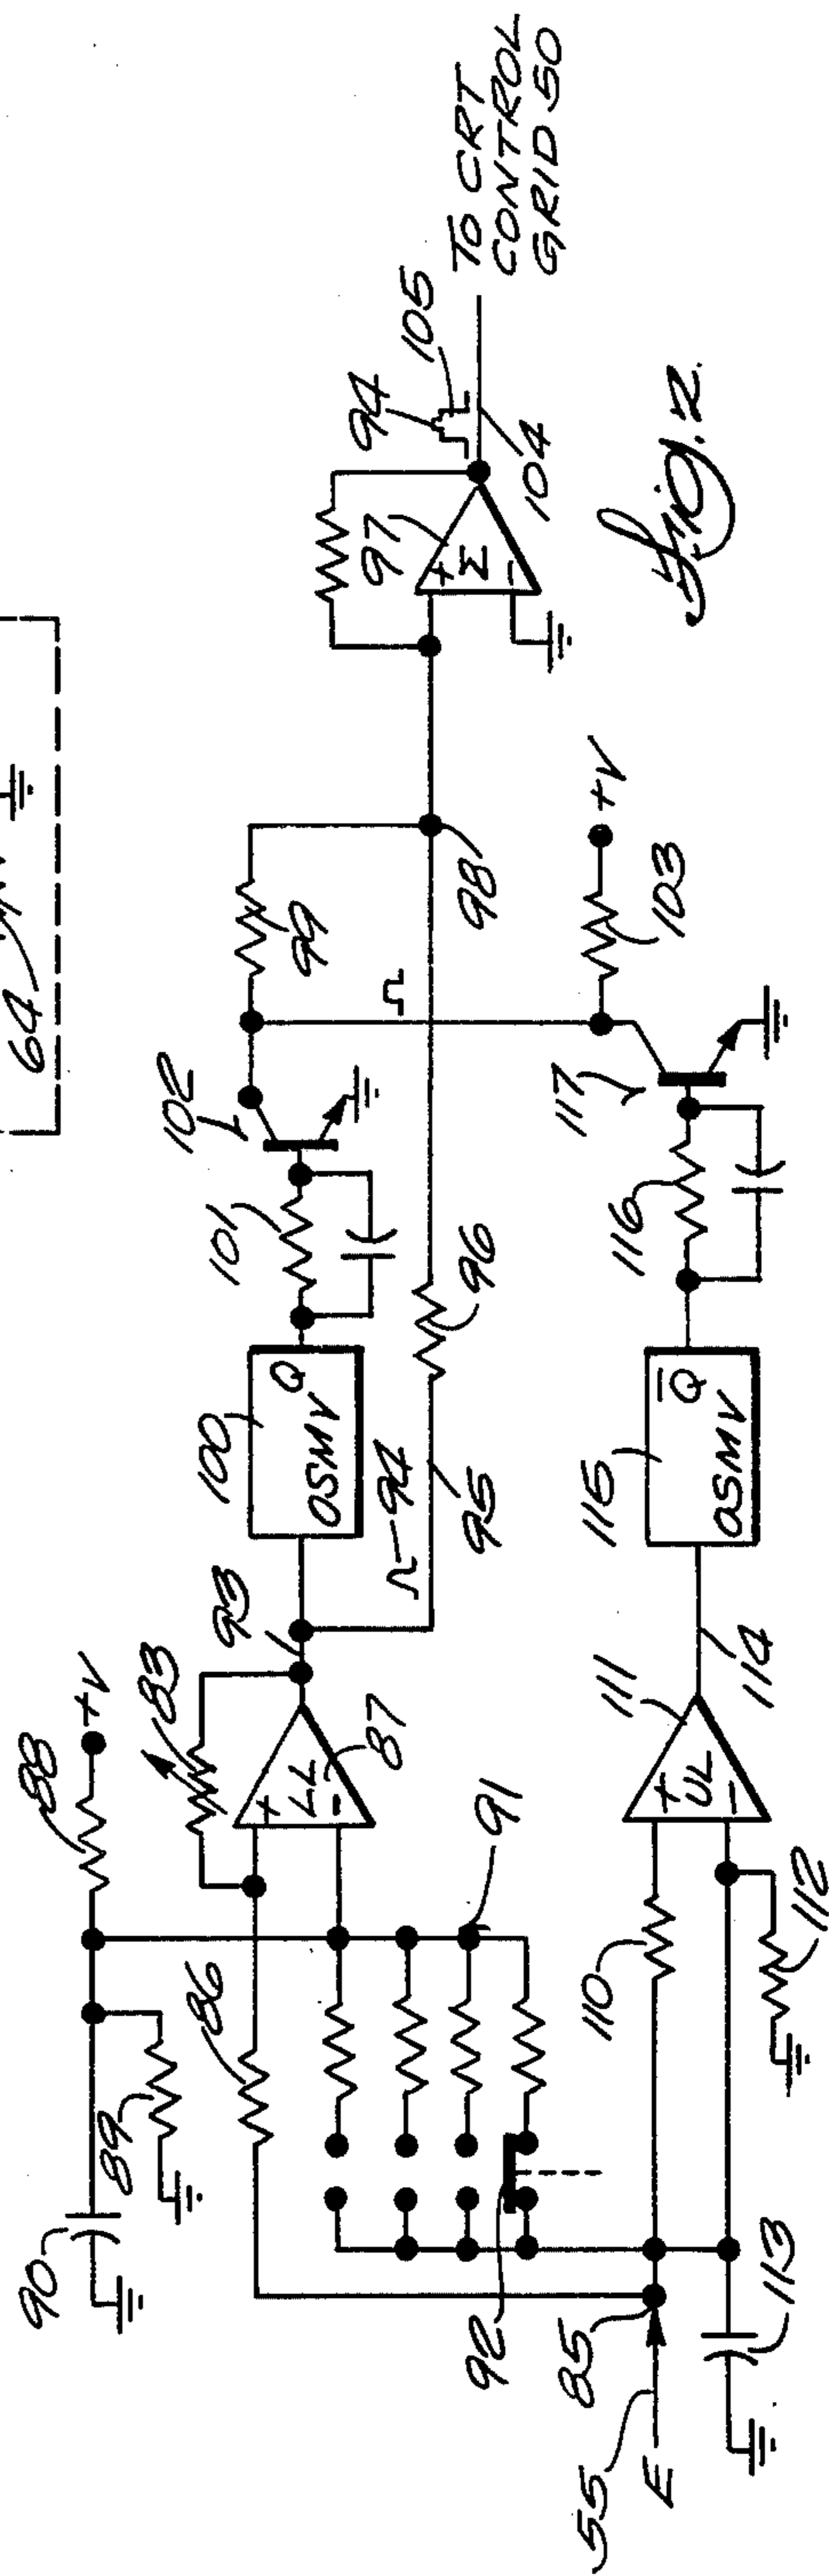 64
90
88
+V
89
86
83
93
+
LL
-
87
100
OSMV
Q
101
102
99
94
95
96
98
91
92
97
+
Σ
-
94
105
104
TO CRT
CONTROL
GRID 50
55
E
85
110
111
+
UL
-
112
113
114
115
OSMV
Q̅
116
117
103
+V
Fig. 2.